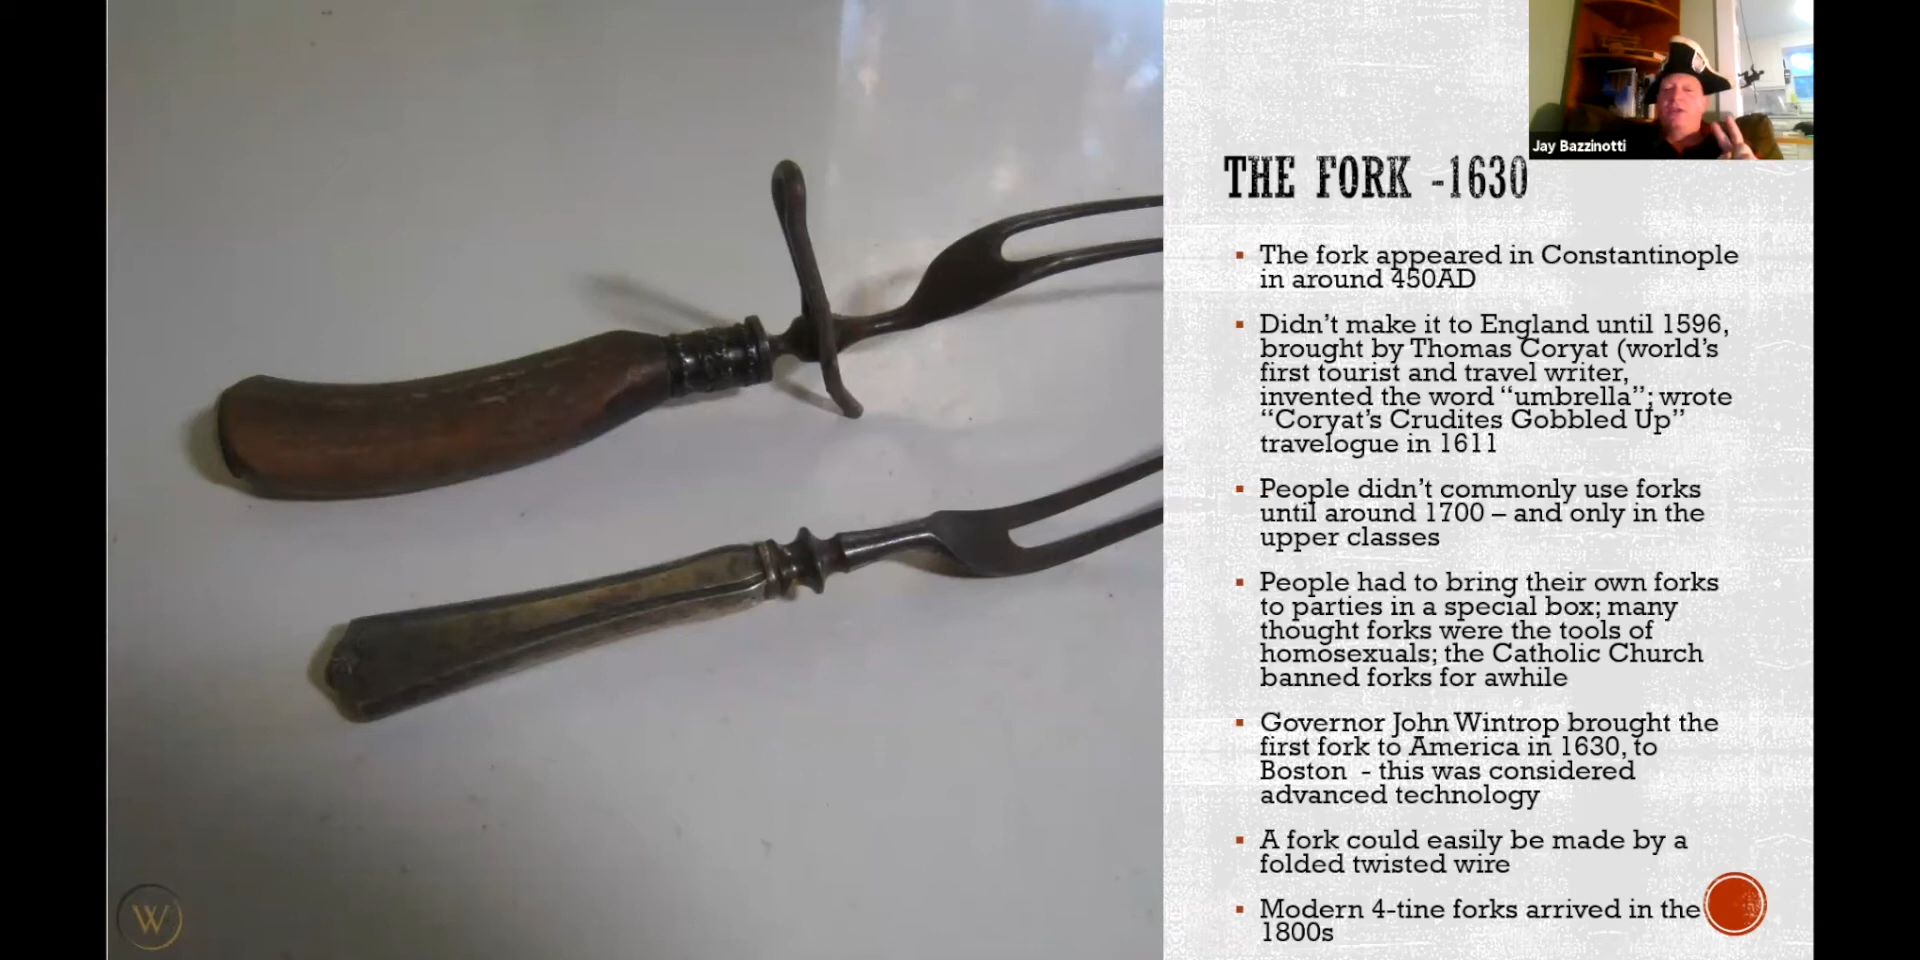 Jay Bazzinotti
THE FORK -1630
▪ The fork appeared in Constantinople
in around 450AD
▪ Didn't make it to England until 1596,
brought by Thomas Coryat (world's
first tourist and travel writer,
invented the word "umbrella"; wrote
"Coryat's Crudites Gobbled Up"
travelogue in 1611
▪ People didn't commonly use forks
until around 1700 – and only in the
upper classes
▪ People had to bring their own forks
to parties in a special box; many
thought forks were the tools of
homosexuals; the Catholic Church
banned forks for awhile
▪ Governor John Wintrop brought the
first fork to America in 1630, to
Boston - this was considered
advanced technology
▪ A fork could easily be made by a
folded twisted wire
▪ Modern 4-tine forks arrived in the
1800s
W